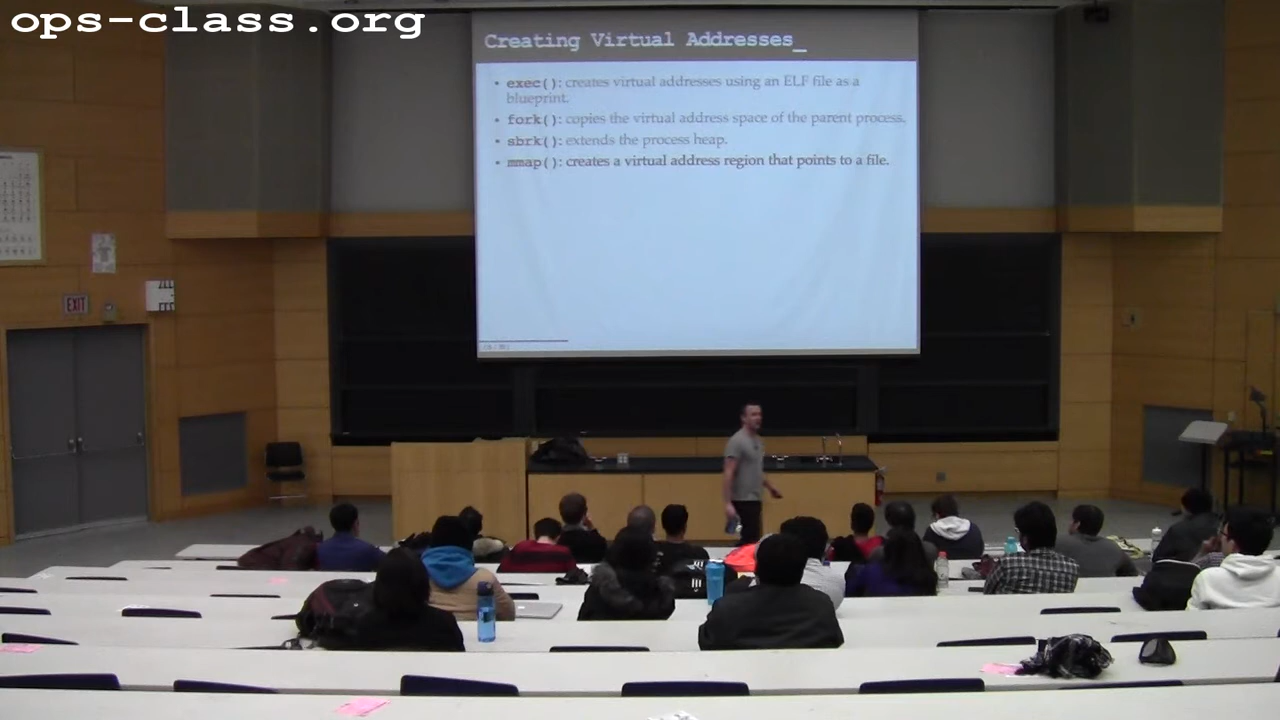 ops-class.org
Creating Virtual Addresses_
• exec(): creates virtual addresses using an ELF file as a
blueprint.
• fork(): copies the virtual address space of the parent process.
• sbrk(): extends the process heap.
• mmap(): creates a virtual address region that points to a file.
EXIT